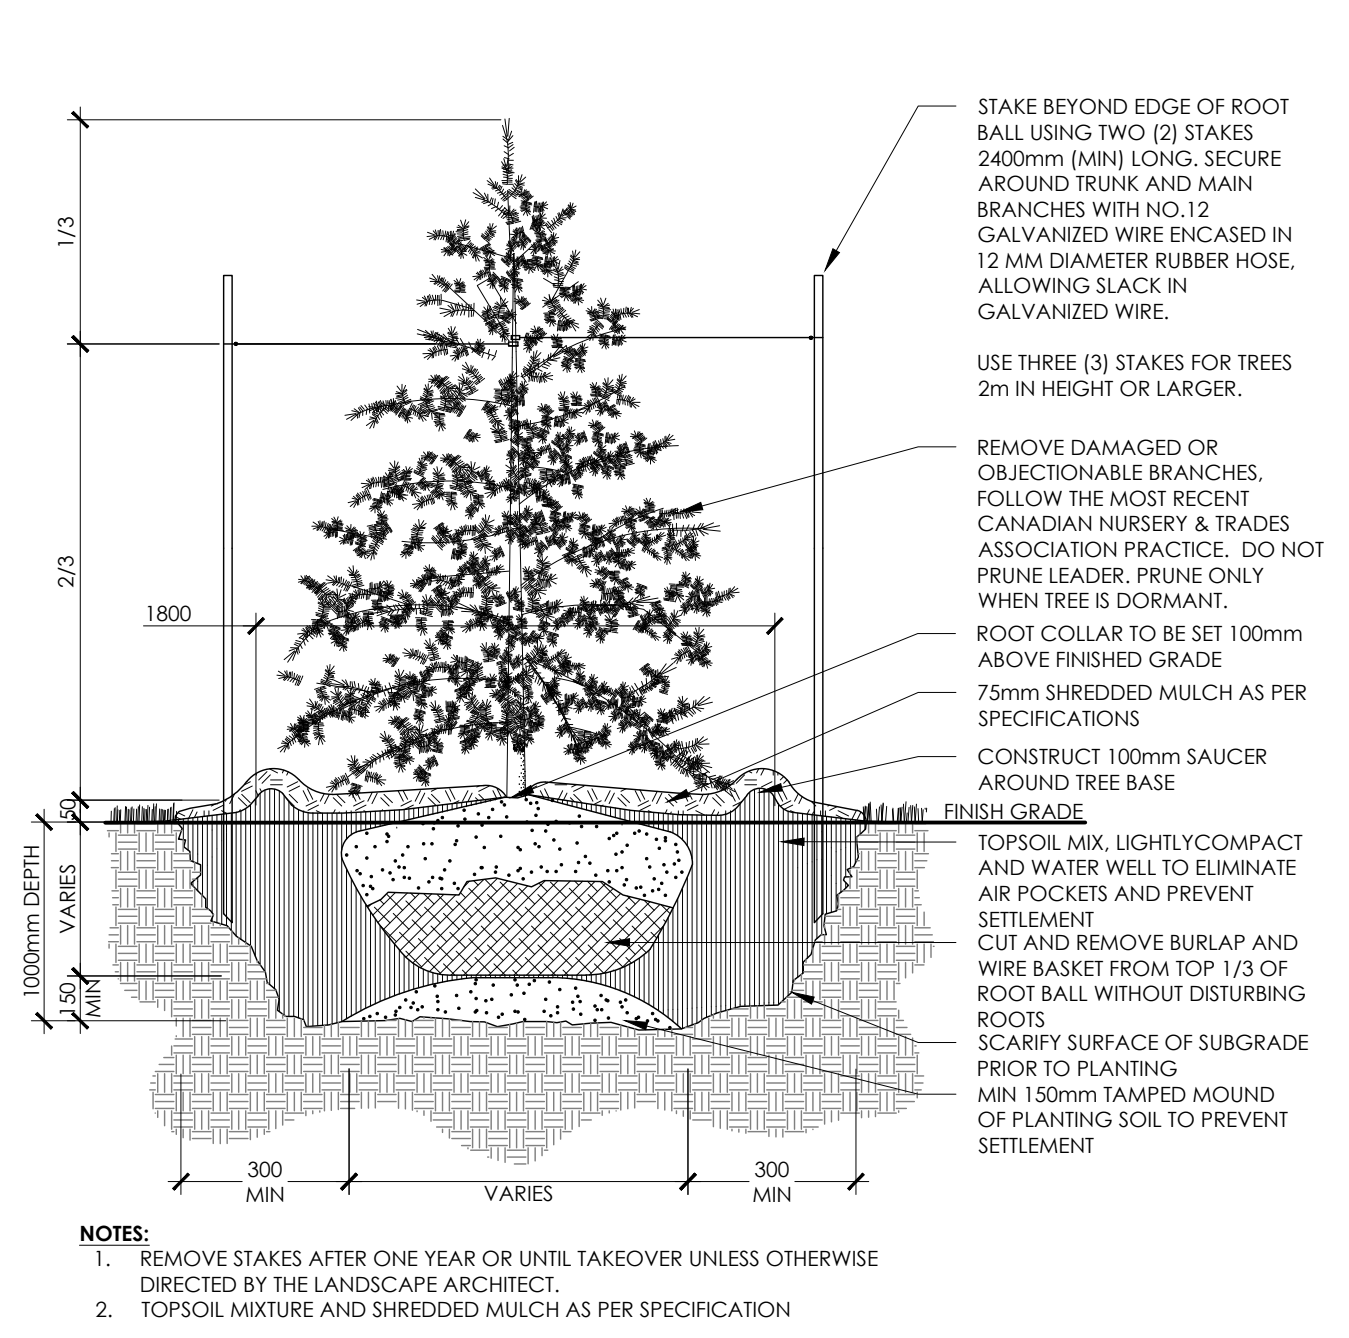 STAKE BEYOND EDGE OF ROOT
BALL USING TWO (2) STAKES
2400mm (MIN) LONG. SECURE
AROUND TRUNK AND MAIN
BRANCHES WITH NO.12
GALVANIZED WIRE ENCASED IN
12 MM DIAMETER RUBBER HOSE,
ALLOWING SLACK IN
GALVANIZED WIRE.
USE THREE (3) STAKES FOR TREES
2m IN HEIGHT OR LARGER.
REMOVE DAMAGED OR
OBJECTIONABLE BRANCHES,
FOLLOW THE MOST RECENT
CANADIAN NURSERY & TRADES
ASSOCIATION PRACTICE. DO NOT
PRUNE LEADER. PRUNE ONLY
WHEN TREE IS DORMANT.
ROOT COLLAR TO BE SET 100mm
ABOVE FINISHED GRADE
75mm SHREDDED MULCH AS PER
SPECIFICATIONS
CONSTRUCT 100mm SAUCER
AROUND TREE BASE
FINISH GRADE
TOPSOIL MIX, LIGHTLYCOMPACT
AND WATER WELL TO ELIMINATE
AIR POCKETS AND PREVENT
SETTLEMENT
CUT AND REMOVE BURLAP AND
WIRE BASKET FROM TOP 1/3 OF
ROOT BALL WITHOUT DISTURBING
ROOTS
SCARIFY SURFACE OF SUBGRADE
PRIOR TO PLANTING
MIN 150mm TAMPED MOUND
OF PLANTING SOIL TO PREVENT
SETTLEMENT
1/3
2/3
1800
50
VARIES
1000mm DEPTH
150
MIN
300
MIN
VARIES
300
MIN
NOTES:
1. REMOVE STAKES AFTER ONE YEAR OR UNTIL TAKEOVER UNLESS OTHERWISE
DIRECTED BY THE LANDSCAPE ARCHITECT.
2. TOPSOIL MIXTURE AND SHREDDED MULCH AS PER SPECIFICATION